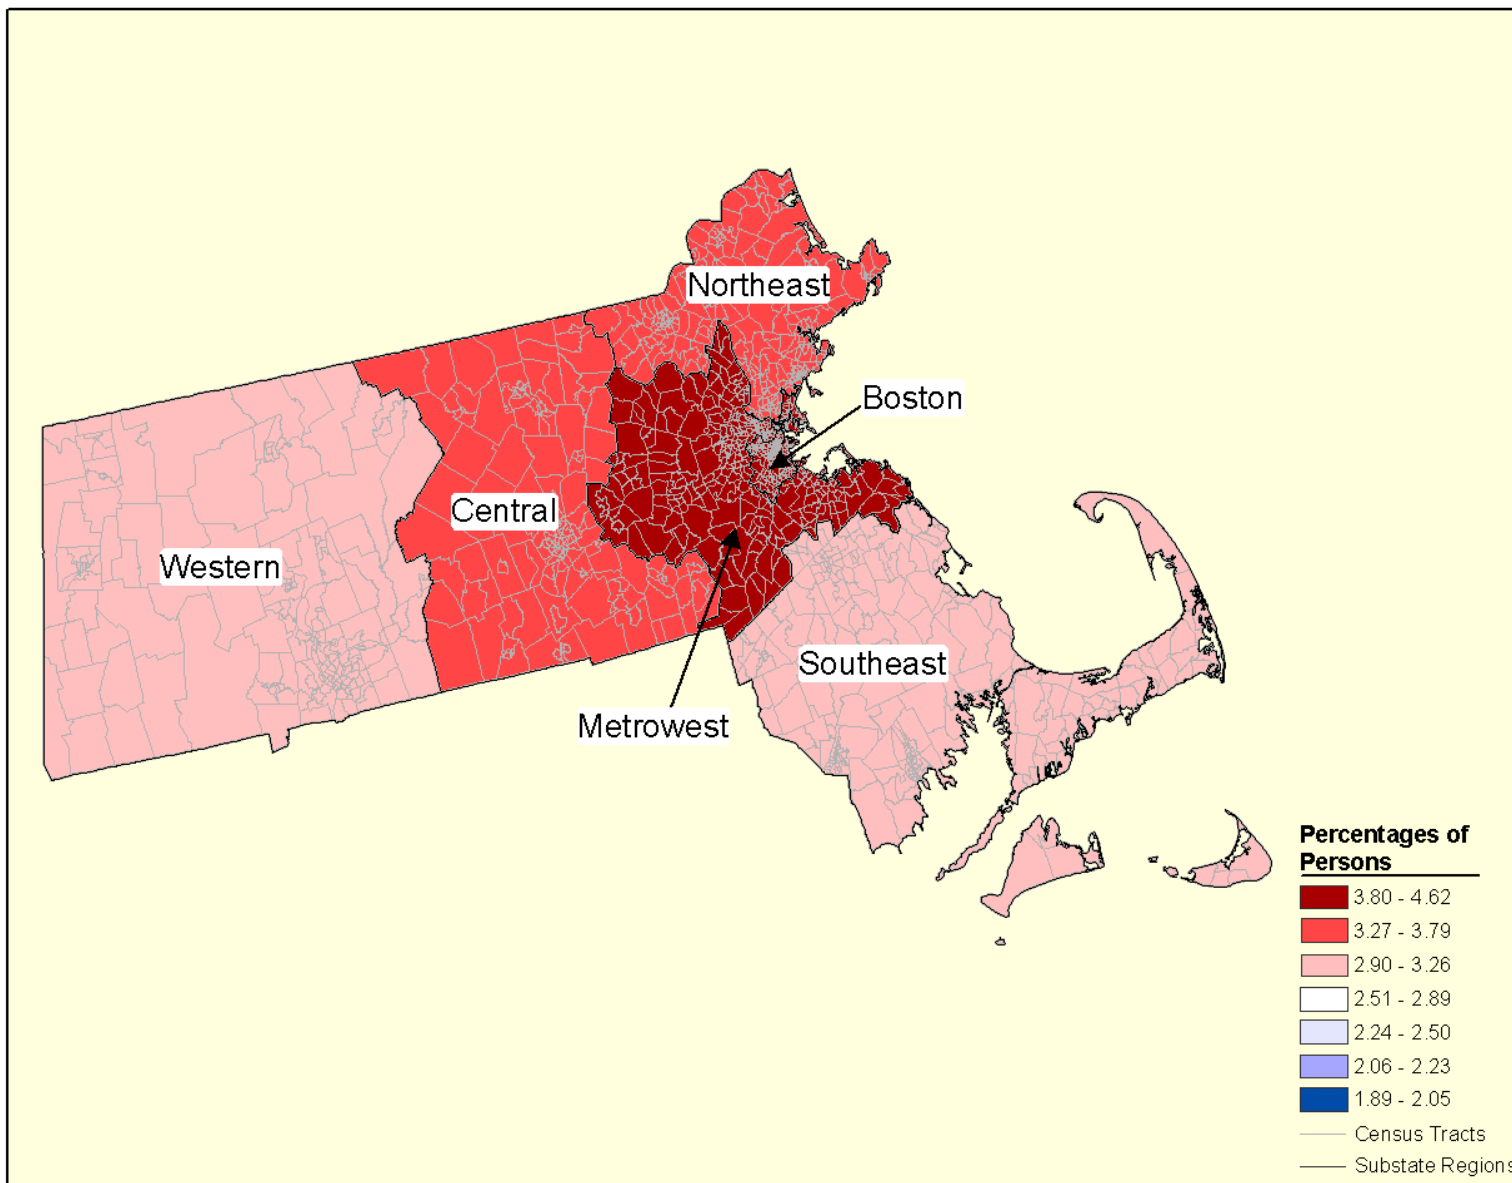 Northeast
Boston
Central
Western
Southeast
Metrowest
Percentages of
Persons
3.80 - 4.62
3.27 - 3.79
2.90 - 3.26
2.51 - 2.89
2.24 - 2.50
2.06 - 2.23
1.89 - 2.05
Census Tracts
Substate Regions